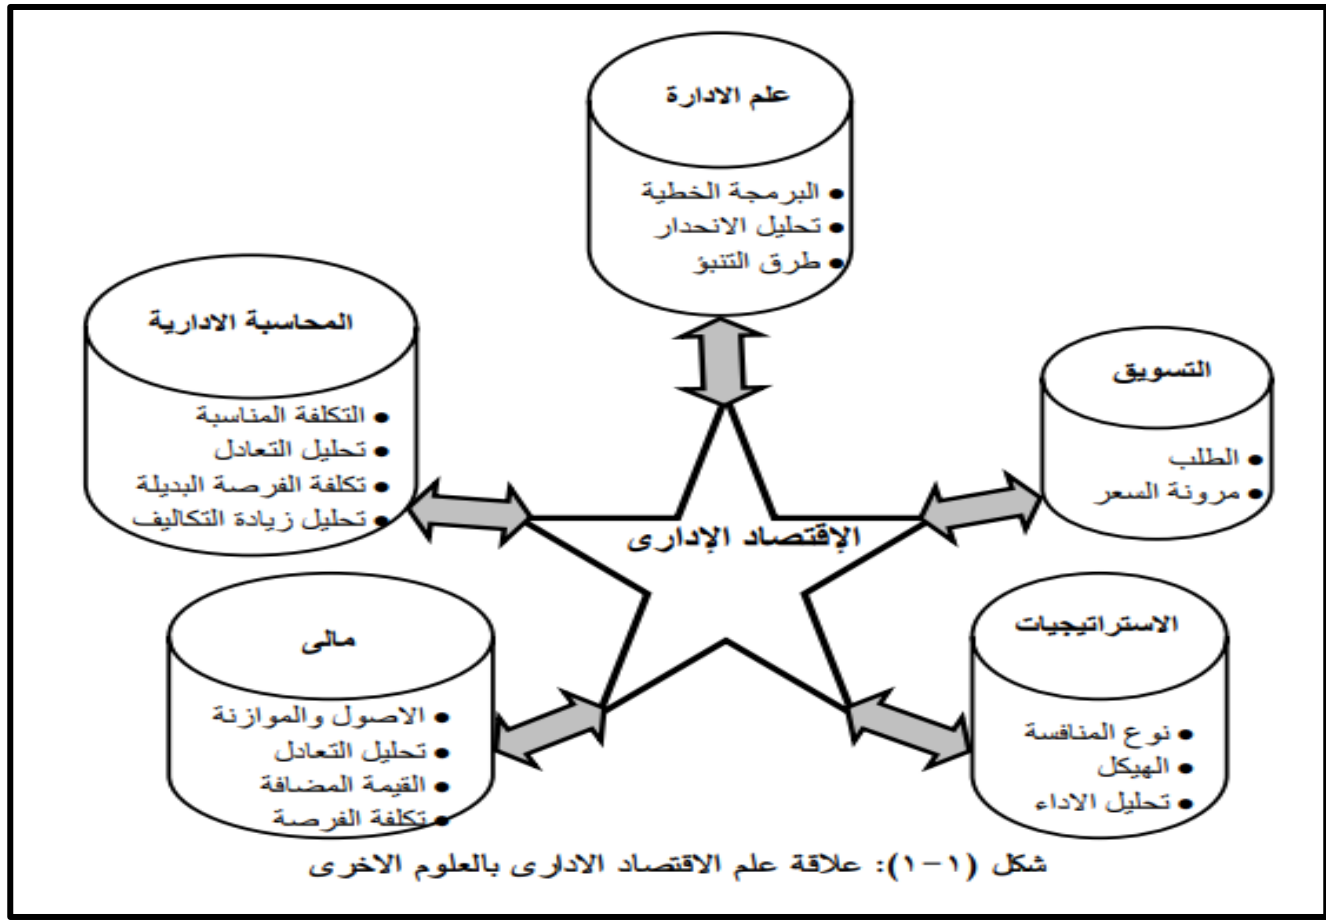 علم الادارة
• البرمجة الخطية
• تحليل الانحدار
• طرق التنبؤ
التسويق
• الطلب
• مرونة السعر
المحاسبة الادارية
• التكلفة المناسبة
• تحليل التعادل
• تكلفة الفرصة البديلة
• تحليل زيادة التكاليف
الإقتصاد الإدارى
الاستراتيجيات
• نوع المنافسة
• الهيكل
• تحليل الاداء
مالى
• الاصول والموازنة
• تحليل التعادل
• القيمة المضافة
• تكلفة الفرصة
شكل (١-١): علاقة علم الاقتصاد الادارى بالعلوم الاخرى